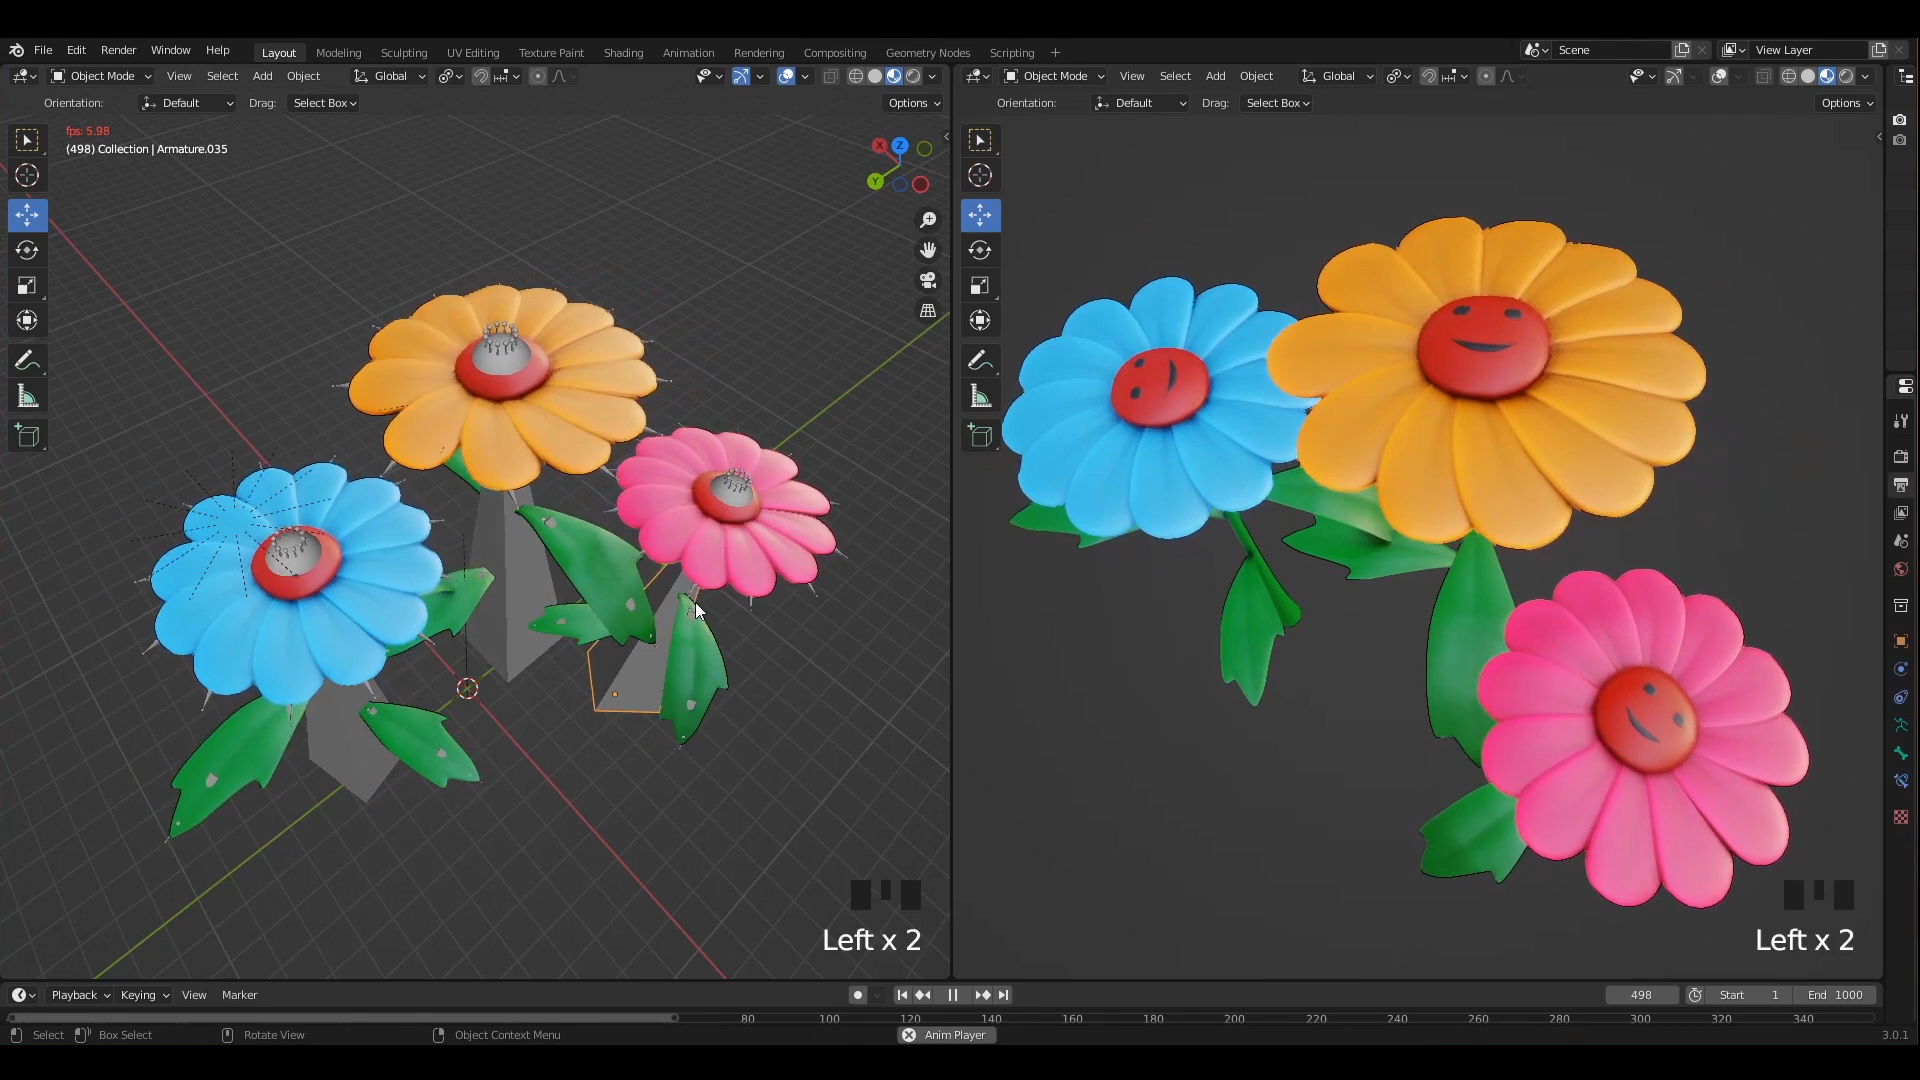 File Edit Render Window Help Layout Modeling Sculpting UV Editing Texture Paint Shading Animation Rendering Compositing Geometry Nodes Scripting + Scene View Layer
Object Mode View Select Add Object Global
Object Mode View Select Add Object Global
Orientation: Default Drag: Select Box Options
Orientation: Default Drag: Select Box Options
fps: 5.98
(498) Collection | Armature.035
X Z
Y
Left x 2
Left x 2
Playback Keying View Marker 498 Start 1 End 1000
80 100 120 140 160 180 200 220 240 260 280 300 320 340
Select Box Select Rotate View Object Context Menu Anim Player 3.0.1